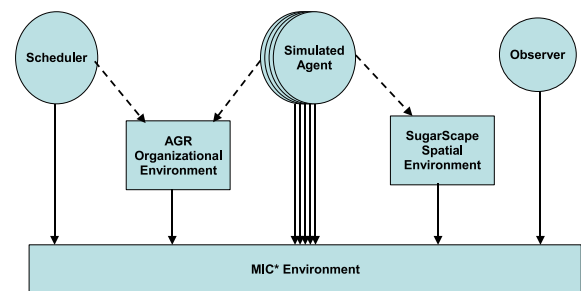 Scheduler
Simulated
Agent
Observer
AGR
Organizational
Environment
SugarScape
Spatial
Environment
MIC* Environment